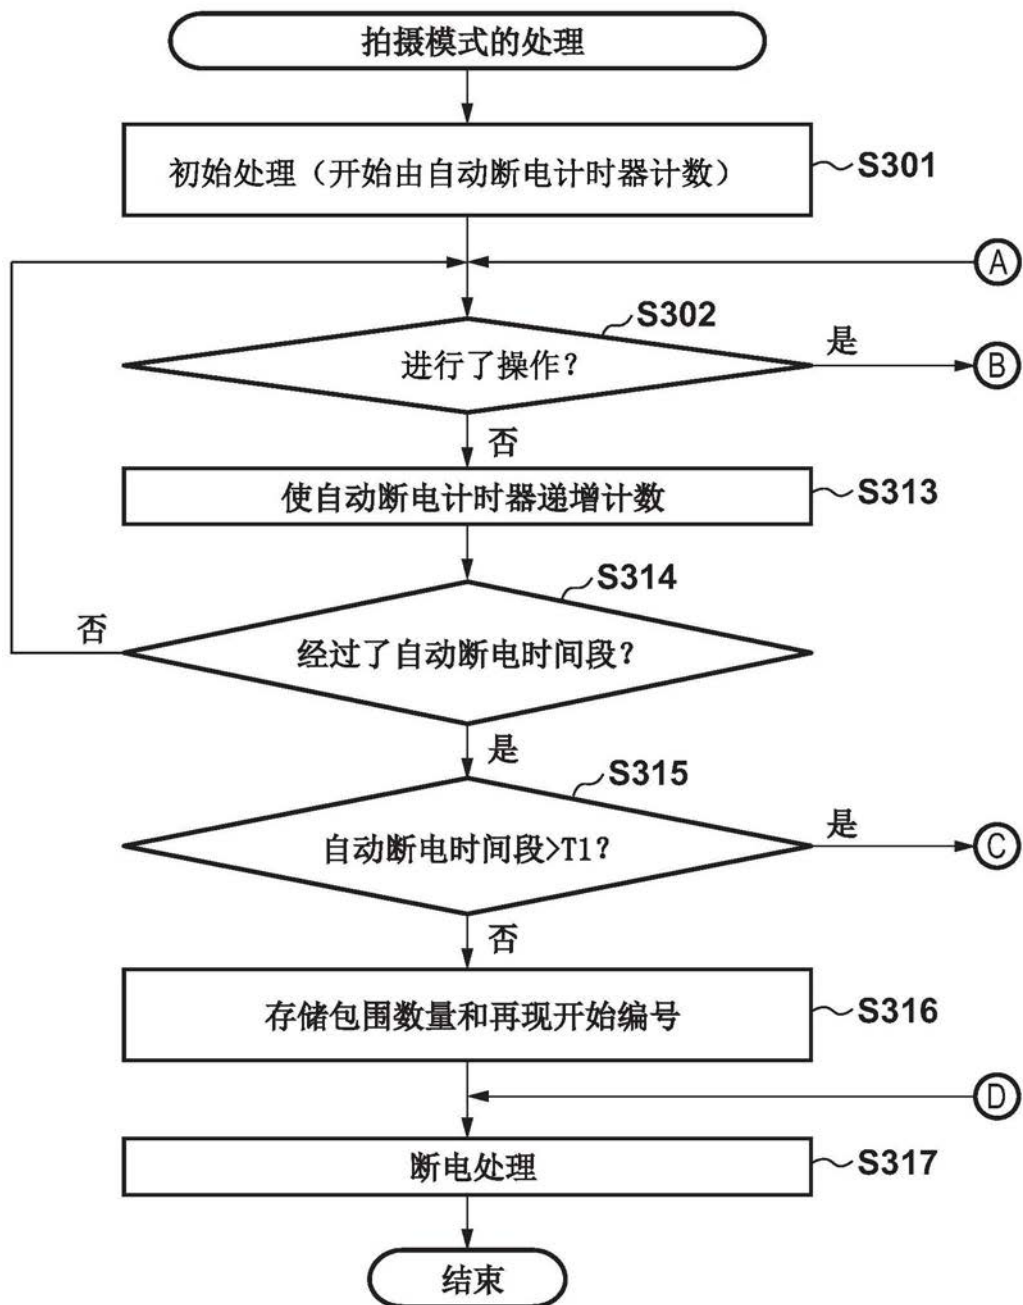 拍摄模式的处理
初始处理（开始由自动断电计时器计数）
S301
A
S302
进行了操作？
是
B
否
使自动断电计时器递增计数
S313
S314
否
经过了自动断电时间段？
是
S315
自动断电时间段>T1？
是
C
否
存储包围数量和再现开始编号
S316
D
断电处理
S317
结束